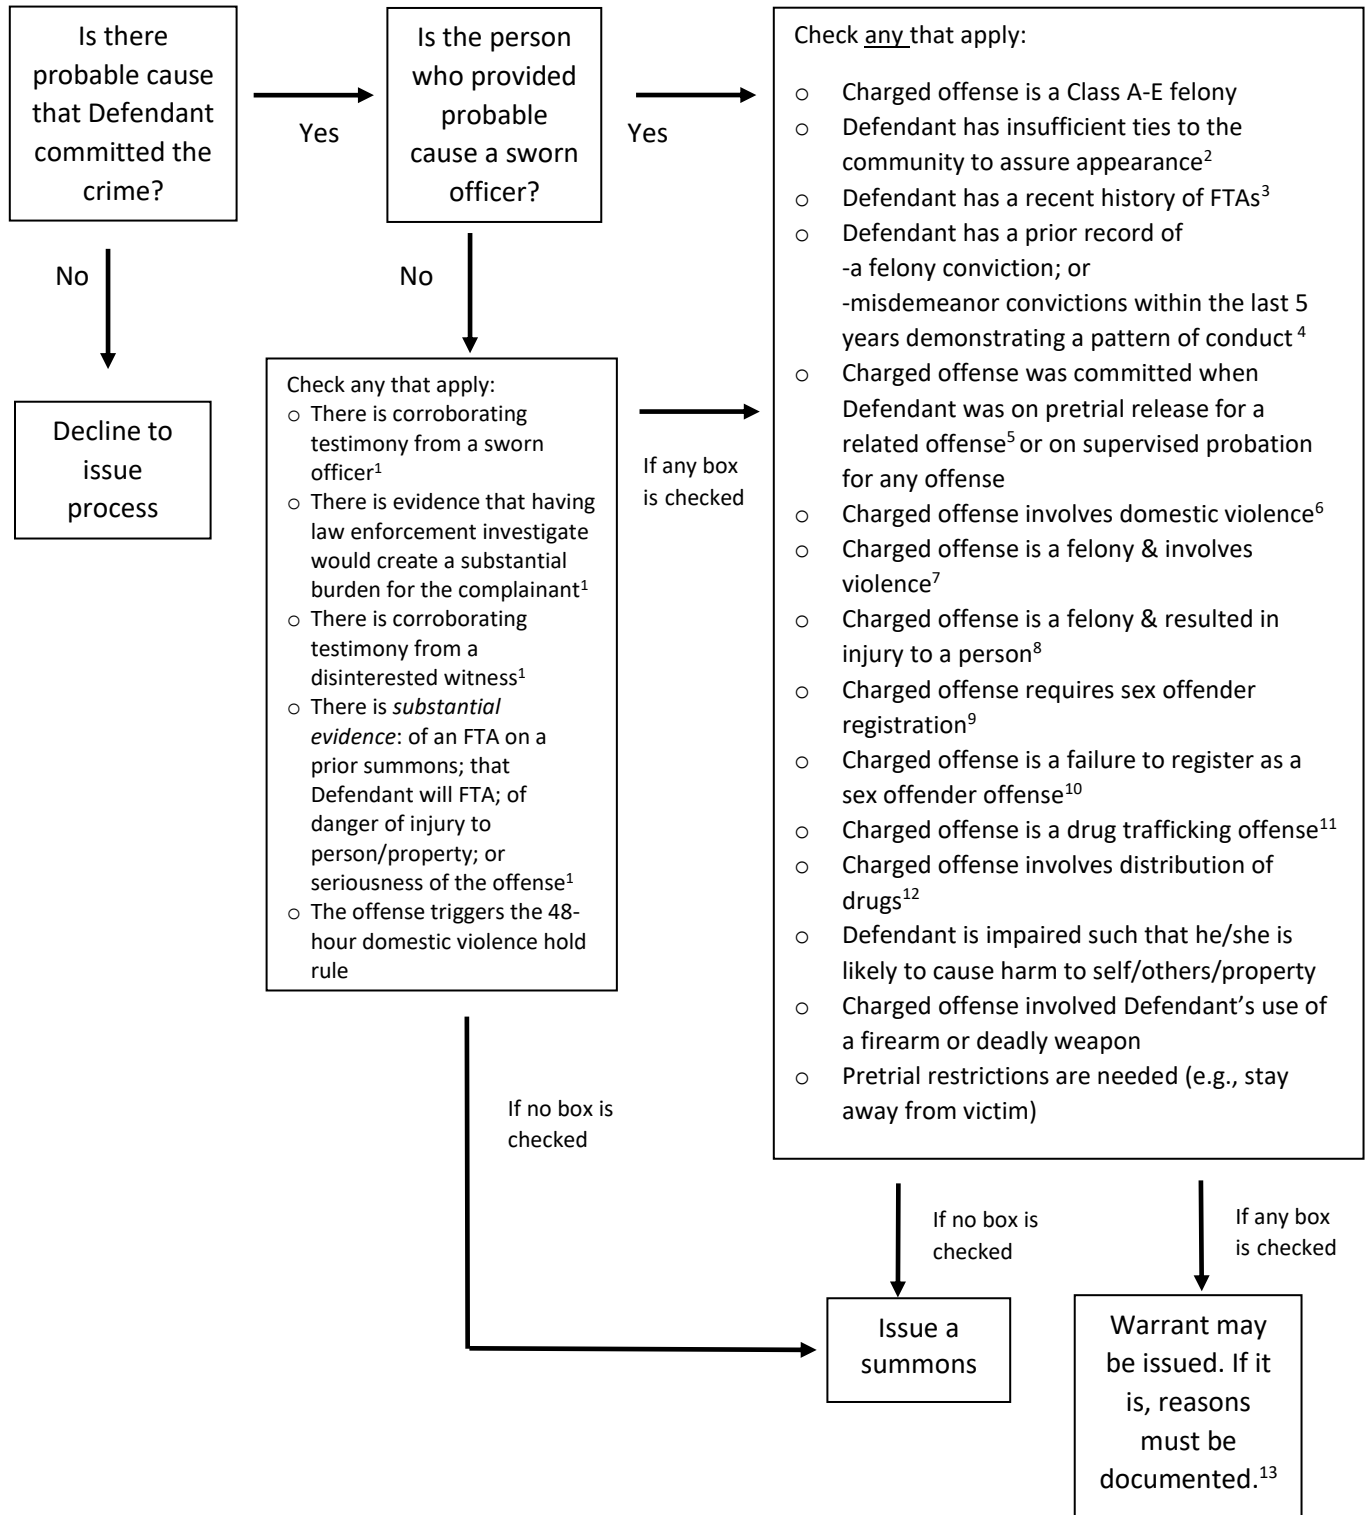 Is there
probable cause
that Defendant
committed the
crime?
Yes
No
Decline to
issue
process
Is the person
who provided
probable
cause a sworn
officer?
Yes
No
Check any that apply:
o There is corroborating
testimony from a sworn
officer1
o There is evidence that having
law enforcement investigate
would create a substantial
burden for the complainant1
o There is corroborating
testimony from a
disinterested witness1
o There is substantial
evidence: of an FTA on a
prior summons; that
Defendant will FTA; of
danger of injury to
person/property; or
seriousness of the offense1
o The offense triggers the 48-
hour domestic violence hold
rule
If any box
is checked
If no box is
checked
Check any that apply:
o Charged offense is a Class A-E felony
o Defendant has insufficient ties to the
community to assure appearance2
o Defendant has a recent history of FTAs3
o Defendant has a prior record of
-a felony conviction; or
-misdemeanor convictions within the last 5
years demonstrating a pattern of conduct 4
o Charged offense was committed when
Defendant was on pretrial release for a
related offense5 or on supervised probation
for any offense
o Charged offense involves domestic violence6
o Charged offense is a felony & involves
violence7
o Charged offense is a felony & resulted in
injury to a person8
o Charged offense requires sex offender
registration9
o Charged offense is a failure to register as a
sex offender offense10
o Charged offense is a drug trafficking offense11
o Charged offense involves distribution of
drugs12
o Defendant is impaired such that he/she is
likely to cause harm to self/others/property
o Charged offense involved Defendant’s use of
a firearm or deadly weapon
o Pretrial restrictions are needed (e.g., stay
away from victim)
If no box is
checked
If any box
is checked
Issue a
summons
Warrant may
be issued. If it
is, reasons
must be
documented.13